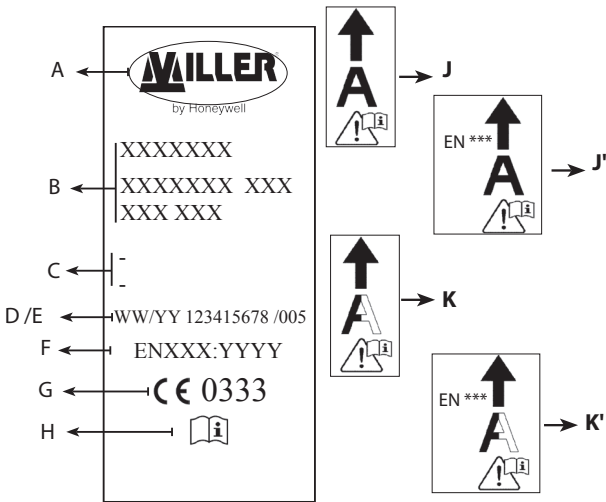 A
MILLER
by Honeywell
B
XXXXXXX
XXXXXXX XXX
XXX XXX
C
-
-
D /E
WW/YY 123415678 /005
F
ENXXX:YYYY
G
CE 0333
H
i
A
i
J
EN ***
A
i
J'
A
i
K
EN ***
A
i
K'